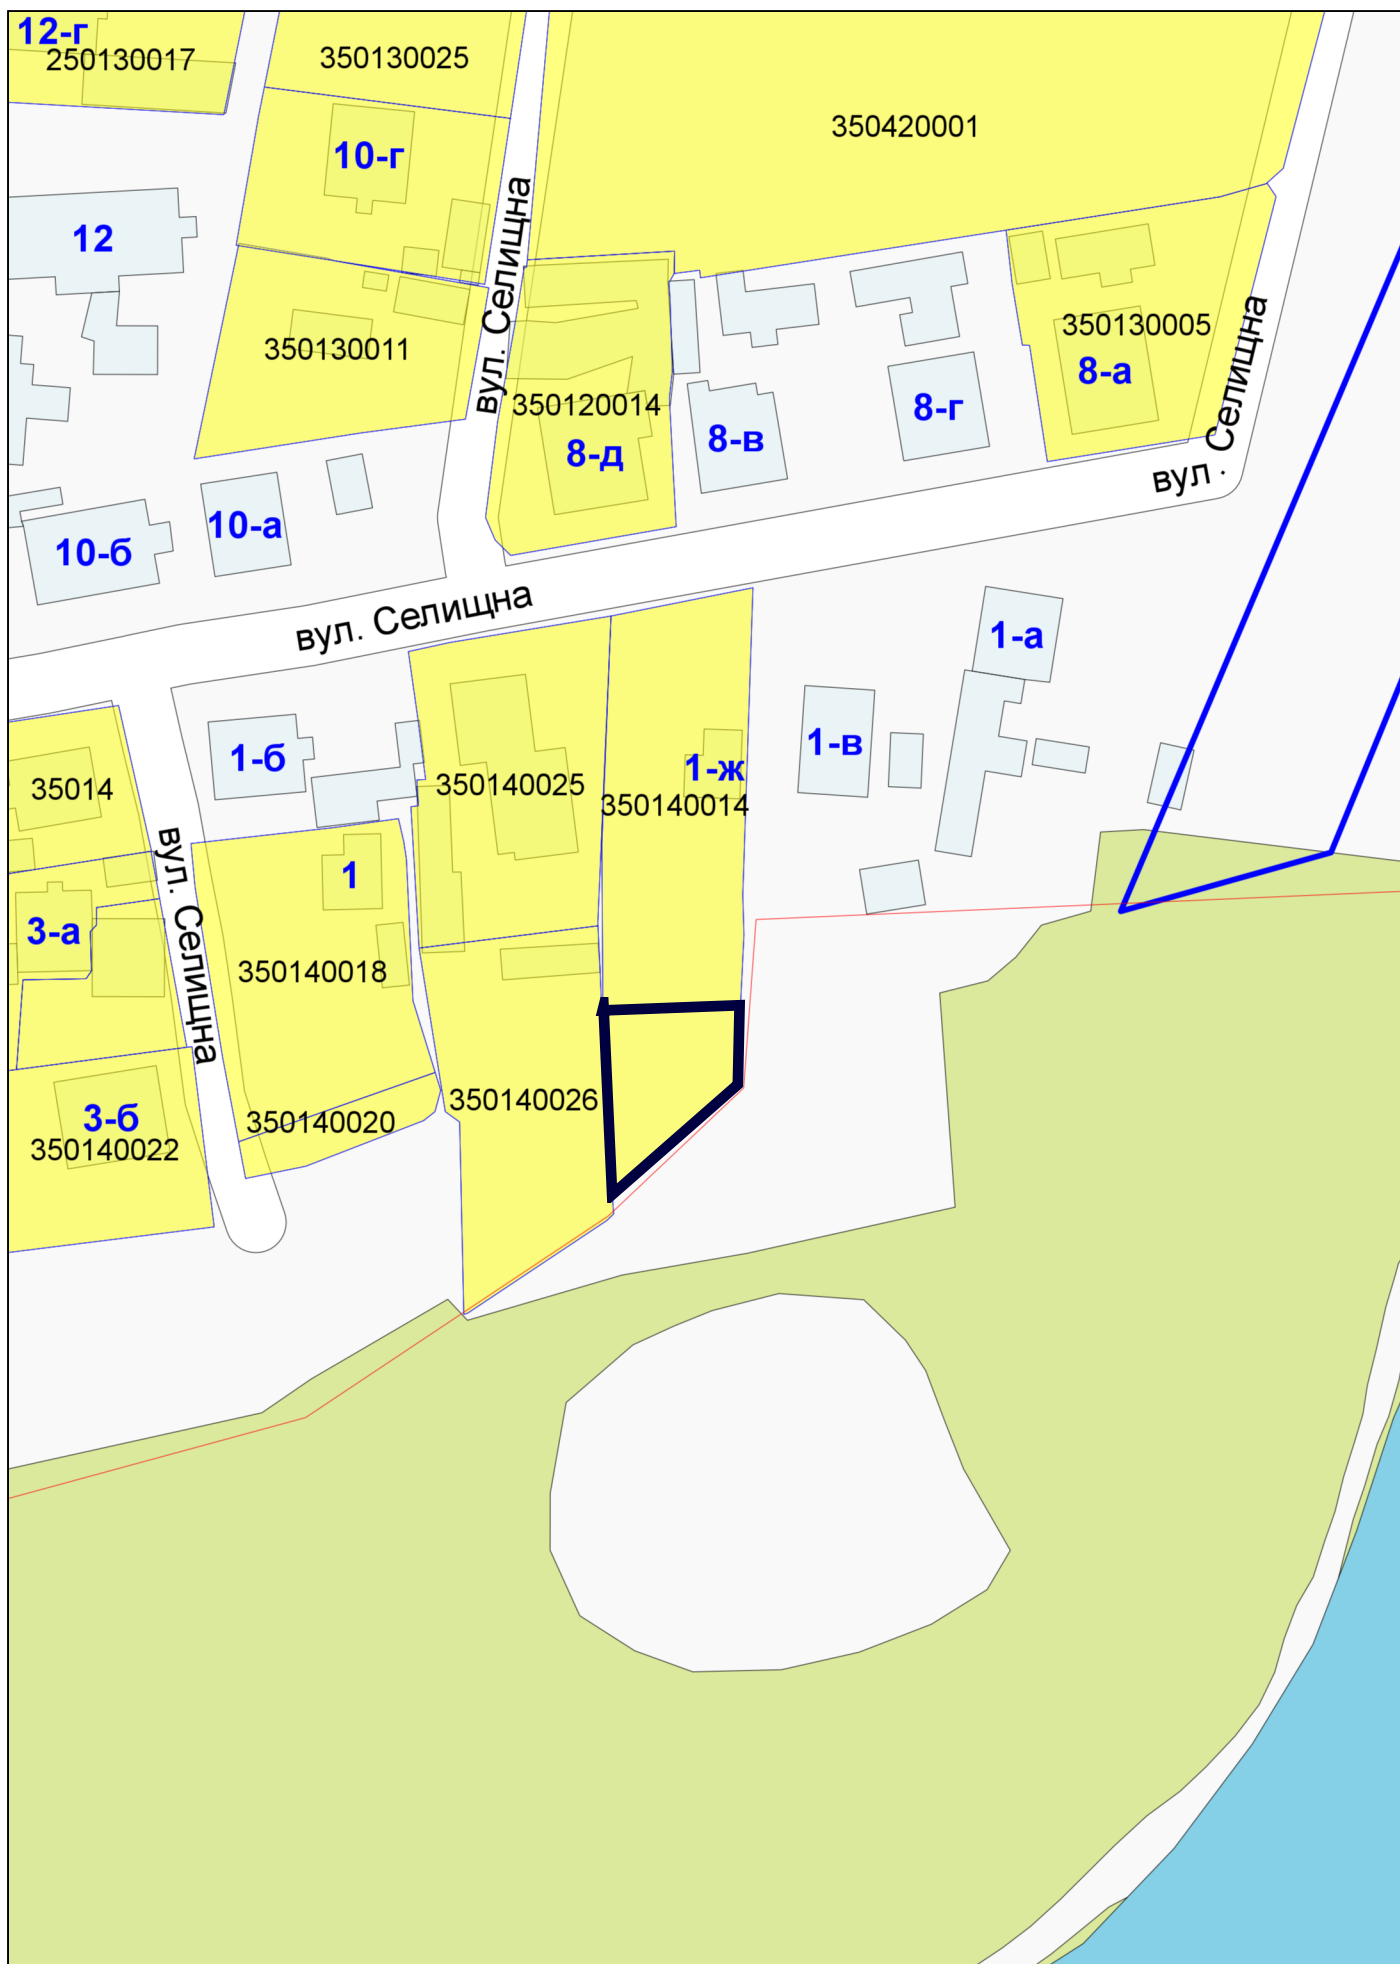 12-г
250130017
350130025
350420001
10-г
12
вул. Селищна
350130011
350130005
8-а
350120014
8-д
8-в
8-г
вул. Селищна
10-а
10-б
вул. Селищна
1-а
1-б
1-в
1-ж
350140025
350140014
35014
1
3-а
вул. Селищна
350140018
350140026
3-б
350140022
350140020